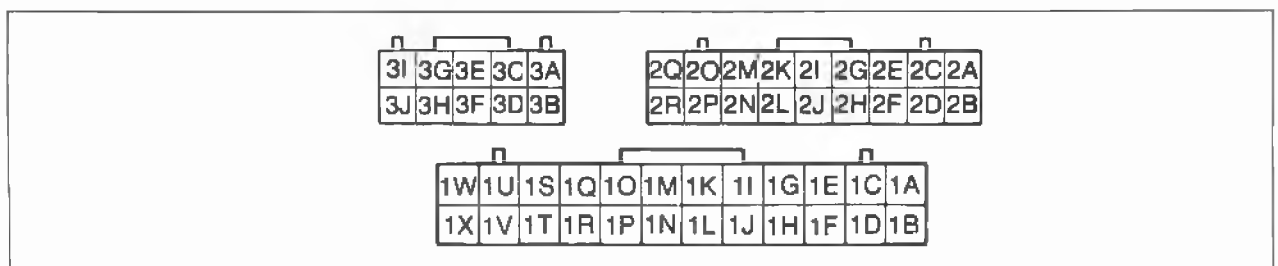 3I 3G 3E 3C 3A
3J 3H 3F 3D 3B
2Q 2O 2M 2K 2I 2G 2E 2C 2A
2R 2P 2N 2L 2J 2H 2F 2D 2B
1W 1U 1S 1Q 1O 1M 1K 1I 1G 1E 1C 1A
1X 1V 1T 1R 1P 1N 1L 1J 1H 1F 1D 1B